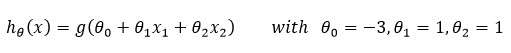 hθ(x) = g(θ₀ + θ₁x₁ + θ₂x₂) with θ₀ = −3, θ₁ = 1, θ₂ = 1